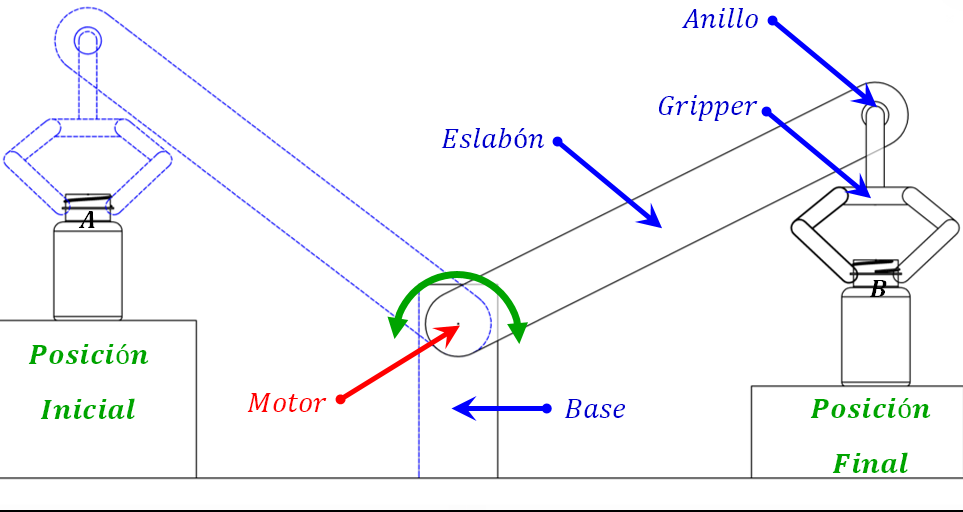 Anillo
Gripper
Eslabón
A
B
Posición
Inicial
Motor
Base
Posición
Final